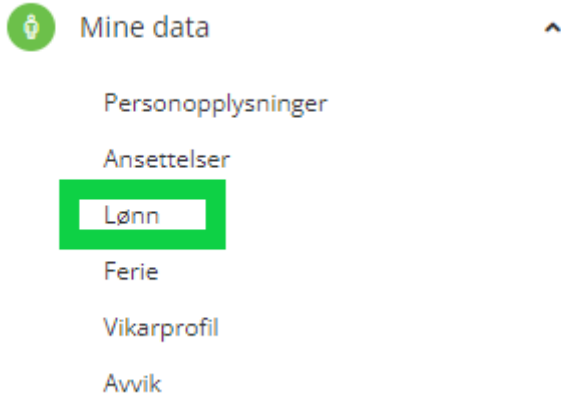 Mine data
Personopplysninger
Ansettelser
Lønn
Ferie
Vikarprofil
Avvik